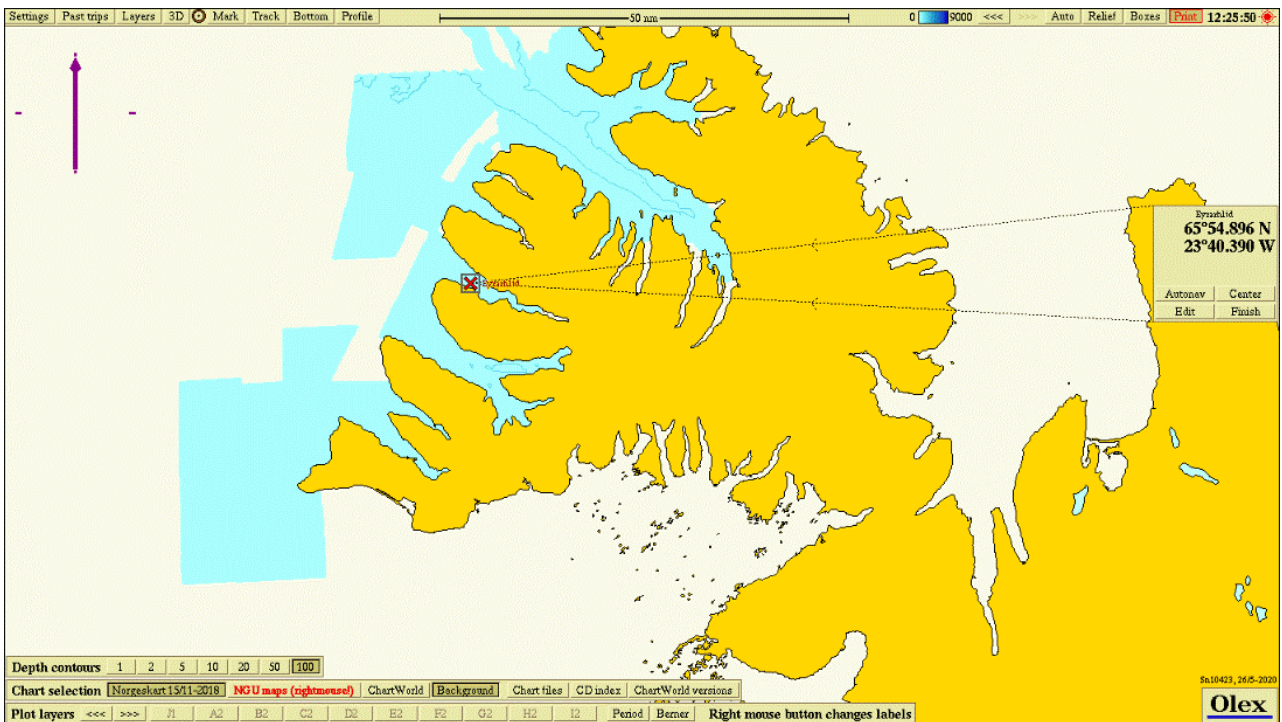 Settings Past trips Layers 3D Mark Track Bottom Profile 50 nm 0 9000 <<< >>> Auto Relief Boxes Print 12:25:50
Eyrarhlid
65°54.896 N
23°40.390 W
Eyrarhlid
Autonav Center
Edit Finish
Depth contours 1 2 5 10 20 50 100
Sn10423, 26/5-2020
Chart selection Norgeskart 15/11-2018 NGU maps (rightmouse!) ChartWorld Background Chart files CD index ChartWorld versions
Olex
Plot layers <<< >>> J1 A2 B2 C2 D2 E2 F2 G2 H2 I2 Period Berner Right mouse button changes labels